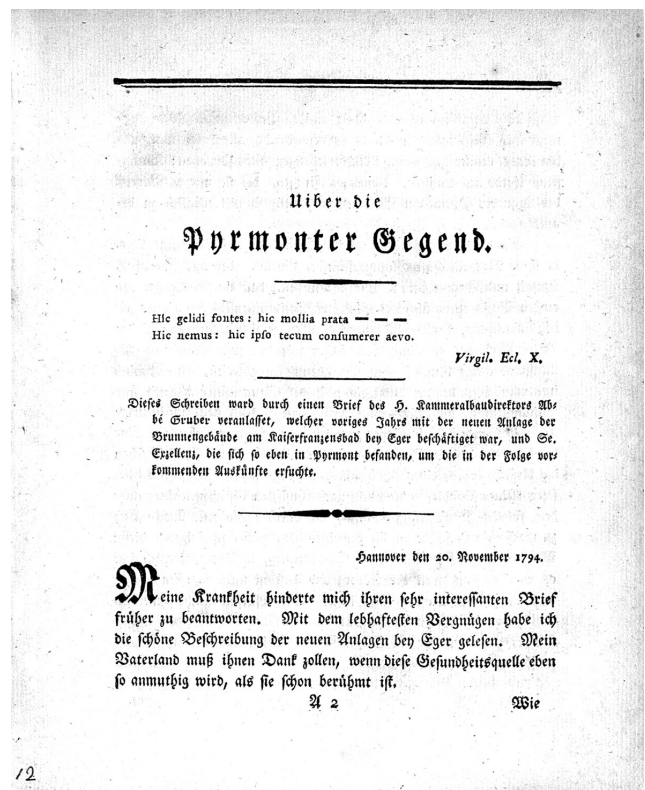 Uiber die
Pyrmonter Gegend.
Hic gelidi fontes: hic mollia prata — — —
Hic nemus: hic ipso tecum consumerer aevo.
Virgil. Ecl. X.
Dieses Schreiben ward durch einen Brief des H. Kammeralbaudirektors Ab-
bé Gruber veranlasset, welcher voriges Jahrs mit der neuen Anlage der
Brunnengebäude am Kaiserfranzensbad bey Eger beschäftiget war, und Se.
Exzellenz, die sich so eben in Pyrmont befanden, um die in der Folge vor-
kommenden Auskünfte ersuchte.
Hannover den 20. November 1794.
Meine Krankheit hinderte mich ihren sehr interessanten Brief
früher zu beantworten. Mit dem lebhaftesten Vergnügen habe ich
die schöne Beschreibung der neuen Anlagen bey Eger gelesen. Mein
Vaterland muß ihnen Dank zollen, wenn diese Gesundheitsquelle eben
so anmuthig wird, als sie schon berühmt ist.
A 2 Wie
12